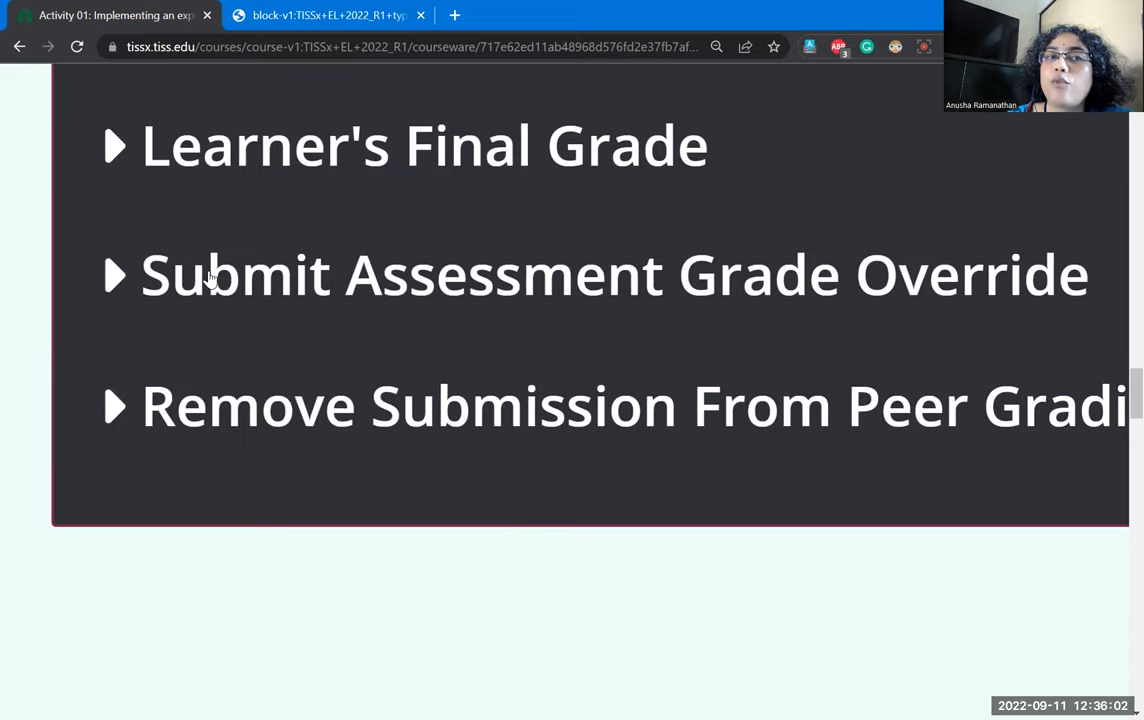 Activity 01: Implementing an exp
block-v1:TISSx+EL+2022_R1+typ
tissx.tiss.edu/courses/course-v1:TISSx+EL+2022_R1/courseware/717e62ed11ab48968d576fd2e37fb7af...
ABP
3
Anusha Ramanathan
Learner's Final Grade
Submit Assessment Grade Override
Remove Submission From Peer Gradi
2022-09-11 12:36:02